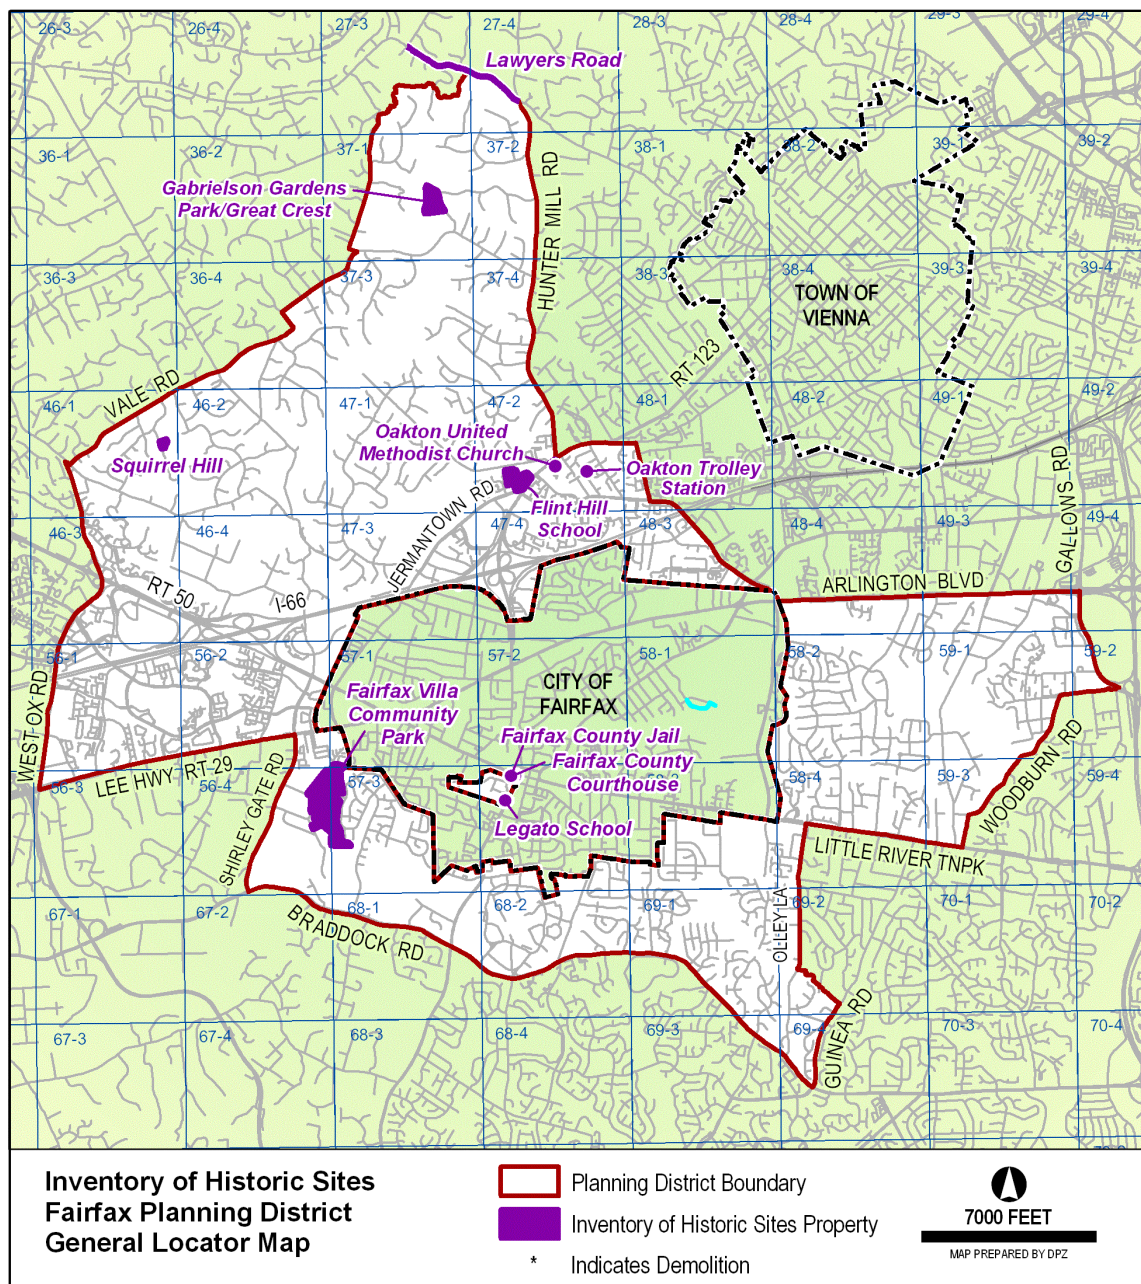 26-3
26-4
27-3
27-4
28-3
28-4
29-3
29-4
Lawyers Road
36-1
36-2
37-1
37-2
38-1
38-2
39-1
39-2
Gabrielson Gardens
Park/Great Crest
HUNTER MILL RD
36-3
36-4
37-3
37-4
38-3
38-4
39-3
39-4
TOWN OF
VIENNA
RT 123
VALE RD
46-1
46-2
47-1
47-2
48-1
48-2
49-1
49-2
Oakton United
Methodist Church
Squirrel Hill
Oakton Trolley
Station
Flint Hill
School
JERMANTOWN RD
GALLOWS RD
46-3
46-4
47-3
47-4
48-3
48-4
49-3
49-4
RT 50
I-66
ARLINGTON BLVD
56-1
56-2
57-1
57-2
58-1
58-2
59-1
59-2
WEST OX RD
CITY OF
FAIRFAX
Fairfax Villa
Community
Park
Fairfax County Jail
Fairfax County
Courthouse
Legato School
LEE HWY RT 29
SHIRLEY GATE RD
WOODBURN RD
56-3
56-4
57-3
58-3
58-4
59-3
59-4
LITTLE RIVER TNPK
67-1
67-2
68-1
68-2
69-1
69-2
70-1
70-2
BRADDOCK RD
OLLEY LA
GUINEA RD
67-3
67-4
68-3
68-4
69-3
69-4
70-3
70-4
Inventory of Historic Sites
Fairfax Planning District
General Locator Map
Planning District Boundary
Inventory of Historic Sites Property
* Indicates Demolition
7000 FEET
MAP PREPARED BY DPZ